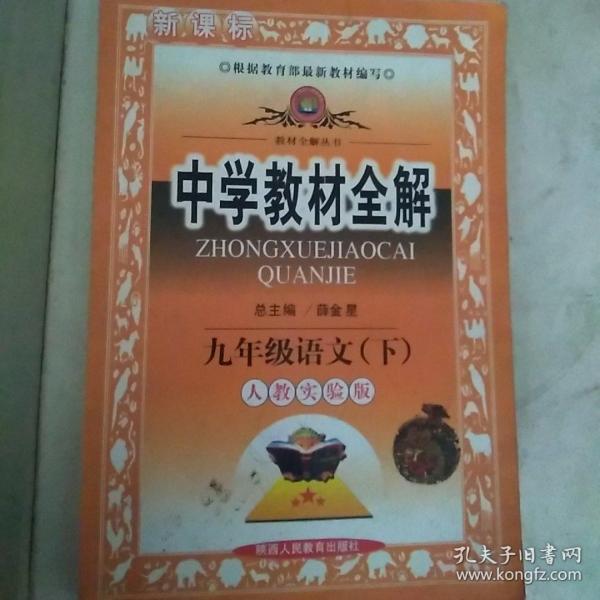 新课标
◎根据教育部最新教材编写◎
教材全解丛书
中学教材全解
ZHONGXUEJIAOCAI
QUANJIE
总主编／薛金星
九年级语文（下）
人教实验版
陕西人民教育出版社
孔夫子旧书网
www.kongfz.com